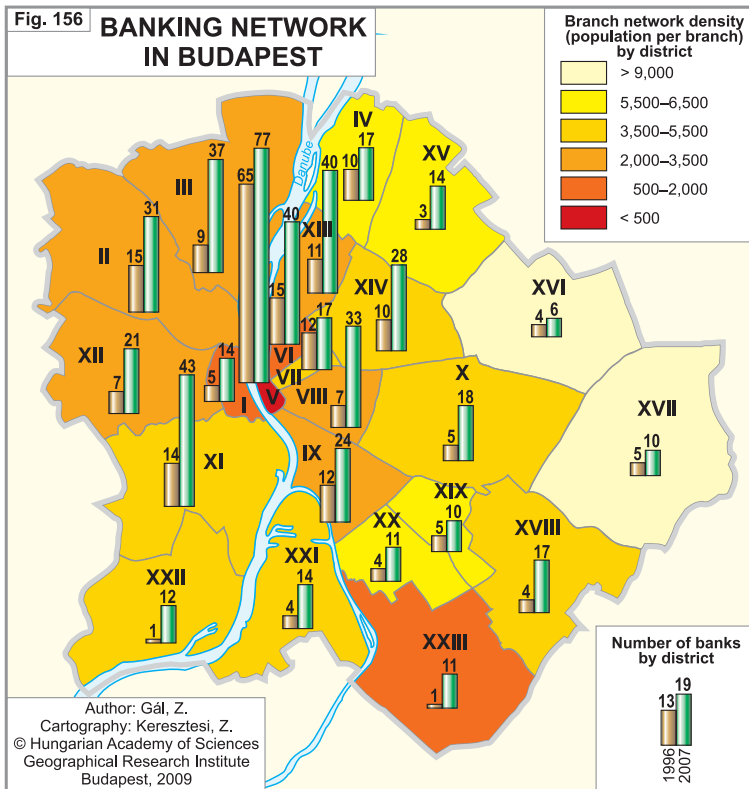 Fig. 156
BANKING NETWORK
IN BUDAPEST
Branch network density
(population per branch)
by district
> 9,000
5,500–6,500
3,500–5,500
2,000–3,500
500–2,000
< 500
Danube
IV
10
17
XV
3
14
III
9
37
65
77
II
15
31
XIII
11
40
15
40
VI
XIV
10
28
XVI
4
6
XII
7
21
I
5
14
V
VII
12
17
VIII
7
33
X
5
18
XVII
5
10
XI
14
43
IX
12
24
XIX
5
10
XX
4
11
XVIII
4
17
XXII
1
12
XXI
4
14
XXIII
1
11
Number of banks
by district
13
19
1996
2007
Author: Gál, Z.
Cartography: Keresztesi, Z.
© Hungarian Academy of Sciences
Geographical Research Institute
Budapest, 2009